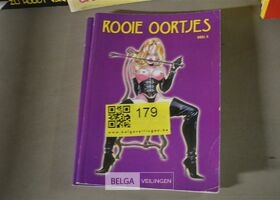 ROOIE OORTJES
179
www.belgaveilingen.be
BELGA VEILINGEN